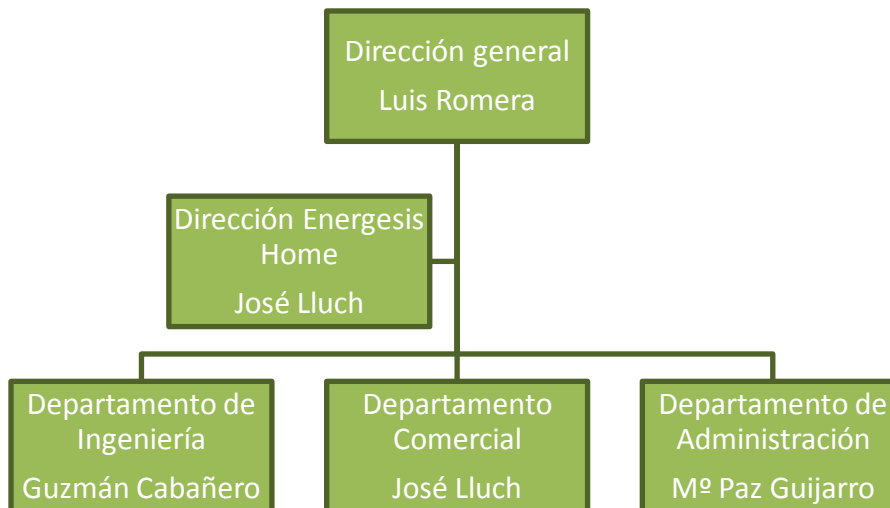 Dirección general
Luis Romera
Dirección Energesis
Home
José Lluch
Departamento de
Ingeniería
Guzmán Cabañero
Departamento
Comercial
José Lluch
Departamento de
Administración
Mº Paz Guijarro